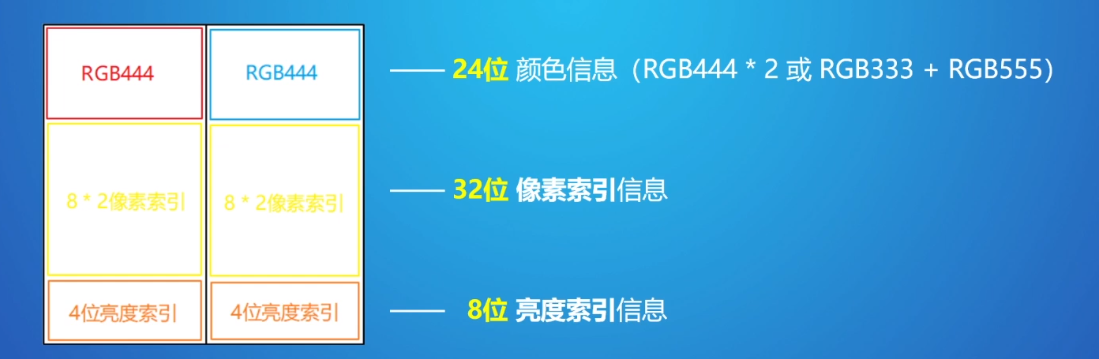 RGB444 RGB444
24位 颜色信息（RGB444 * 2 或 RGB333 + RGB555）
8 * 2像素索引 8 * 2像素索引
32位 像素索引信息
4位亮度索引 4位亮度索引
8位 亮度索引信息